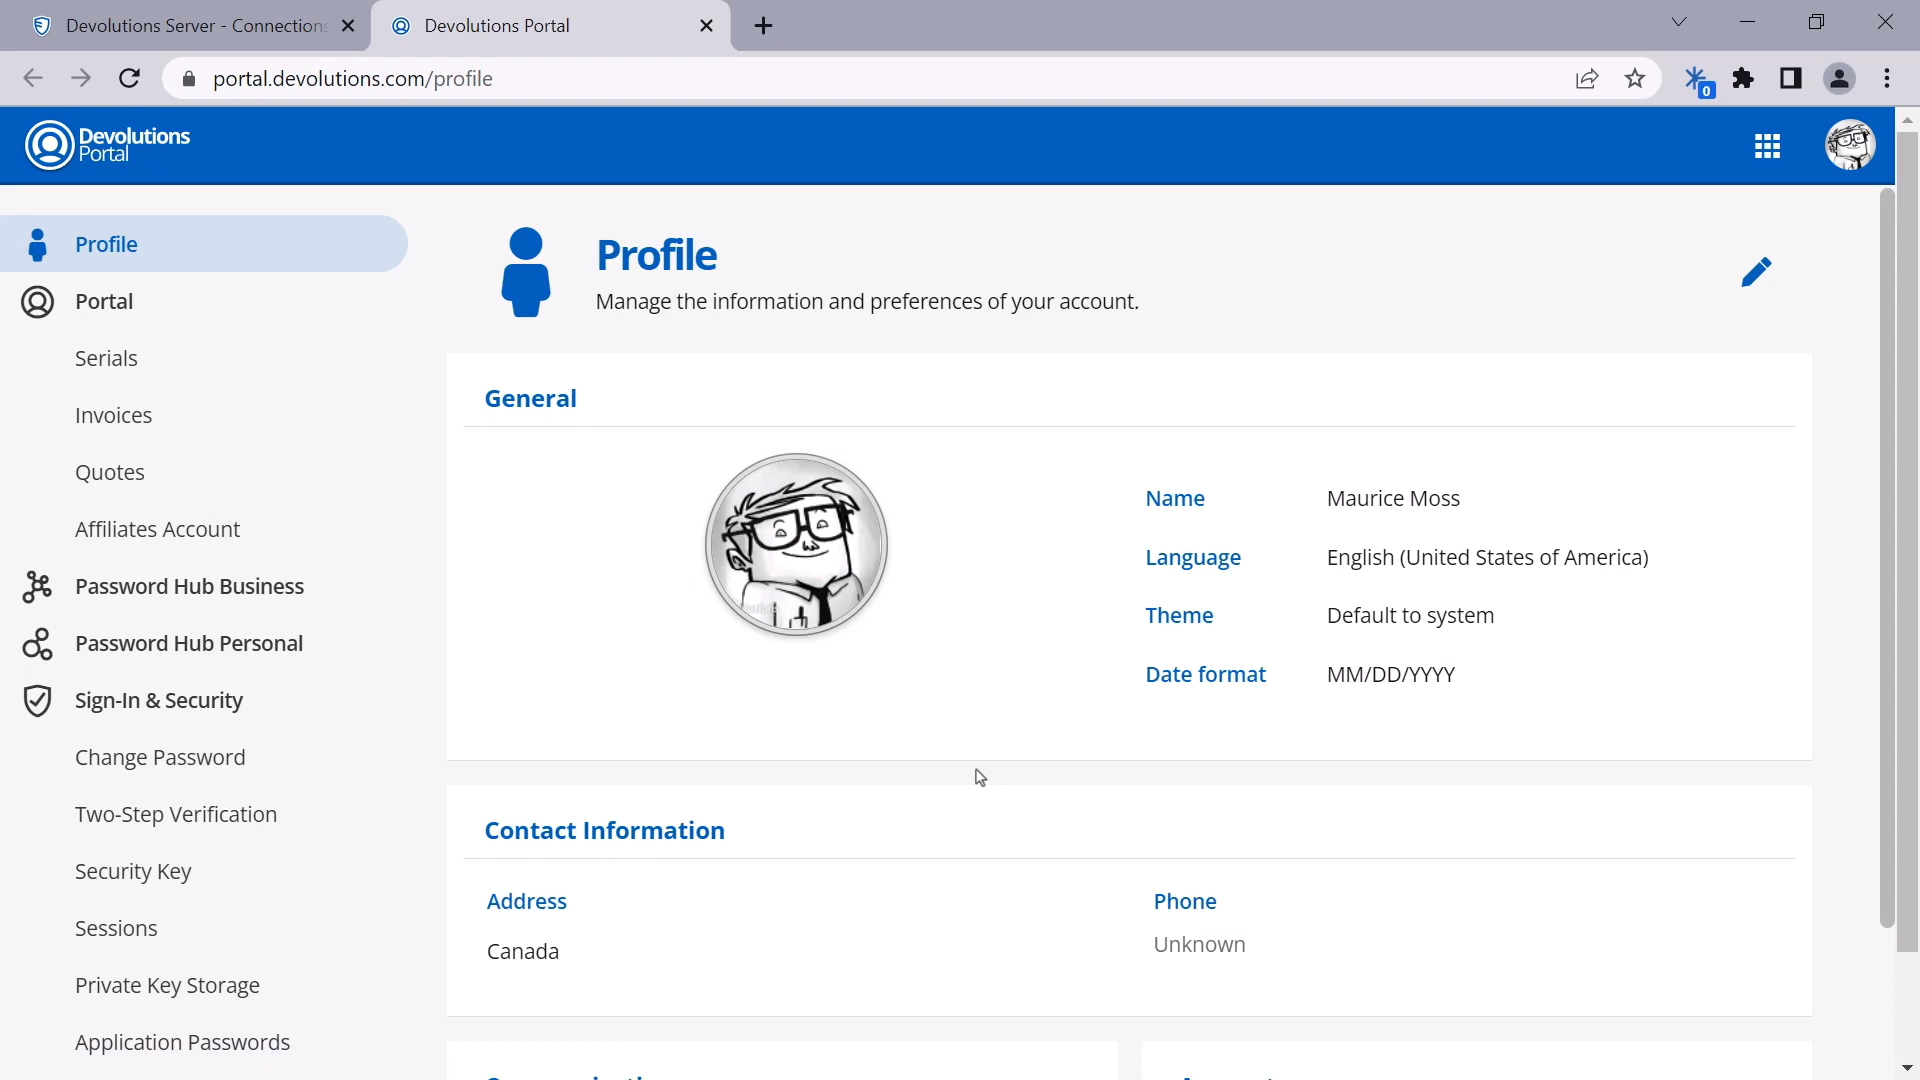 Devolutions Server - Connections
Devolutions Portal
portal.devolutions.com/profile
0
Devolutions
Portal
Profile
Portal
Serials
Invoices
Quotes
Affiliates Account
Password Hub Business
Password Hub Personal
Sign-In & Security
Change Password
Two-Step Verification
Security Key
Sessions
Private Key Storage
Application Passwords
Profile
Manage the information and preferences of your account.
General
Name Maurice Moss
Language English (United States of America)
Theme Default to system
Date format MM/DD/YYYY
Contact Information
Address
Canada
Phone
Unknown